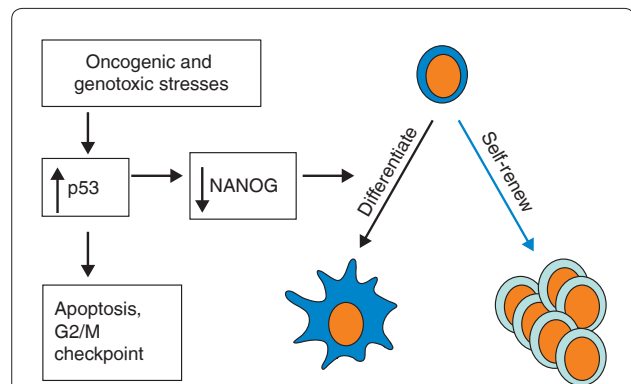 Oncogenic and
genotoxic stresses
p53
NANOG
Differentiate
Self-renew
Apoptosis,
G2/M
checkpoint